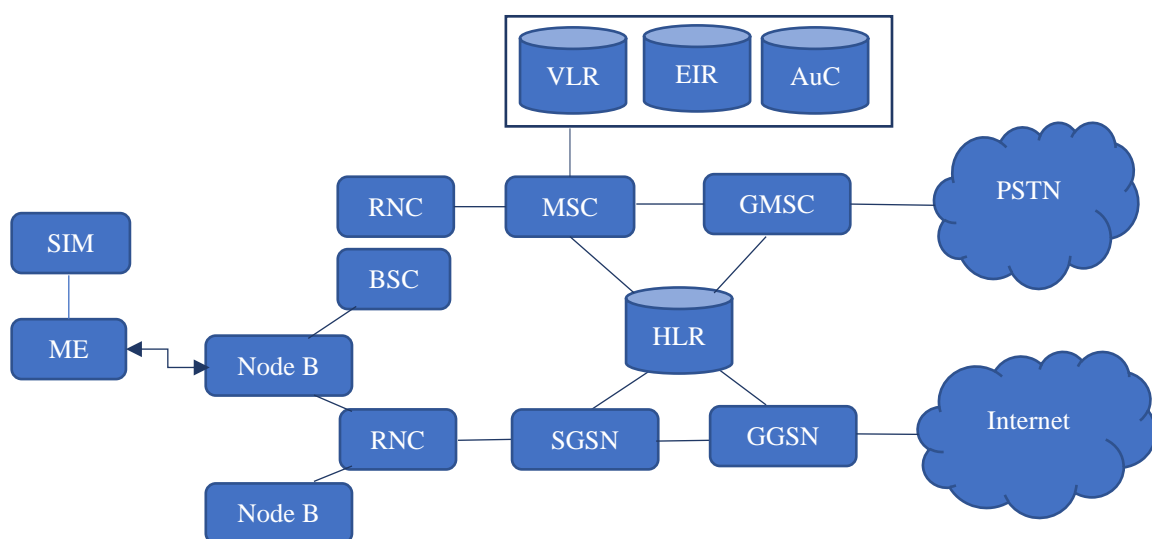 VLR
EIR
AuC
RNC
MSC
GMSC
PSTN
SIM
BSC
ME
Node B
HLR
RNC
SGSN
GGSN
Internet
Node B